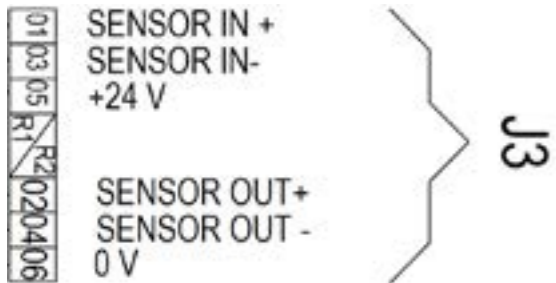 01 SENSOR IN +
03 SENSOR IN-
05 +24 V
R1
R2
02 SENSOR OUT+
04 SENSOR OUT -
06 0 V
J3